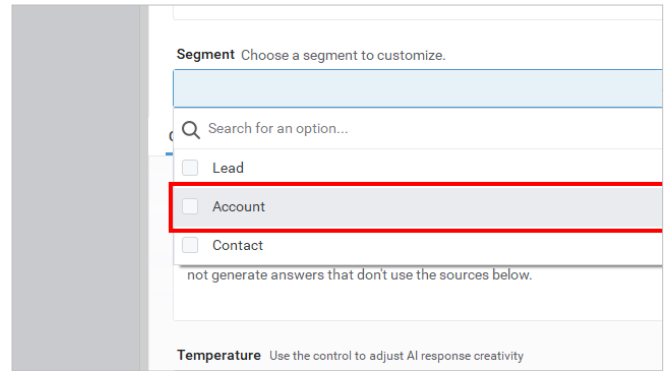 Segment Choose a segment to customize.
Search for an option...
Lead
Account
Contact
not generate answers that don't use the sources below.
Temperature Use the control to adjust AI response creativity